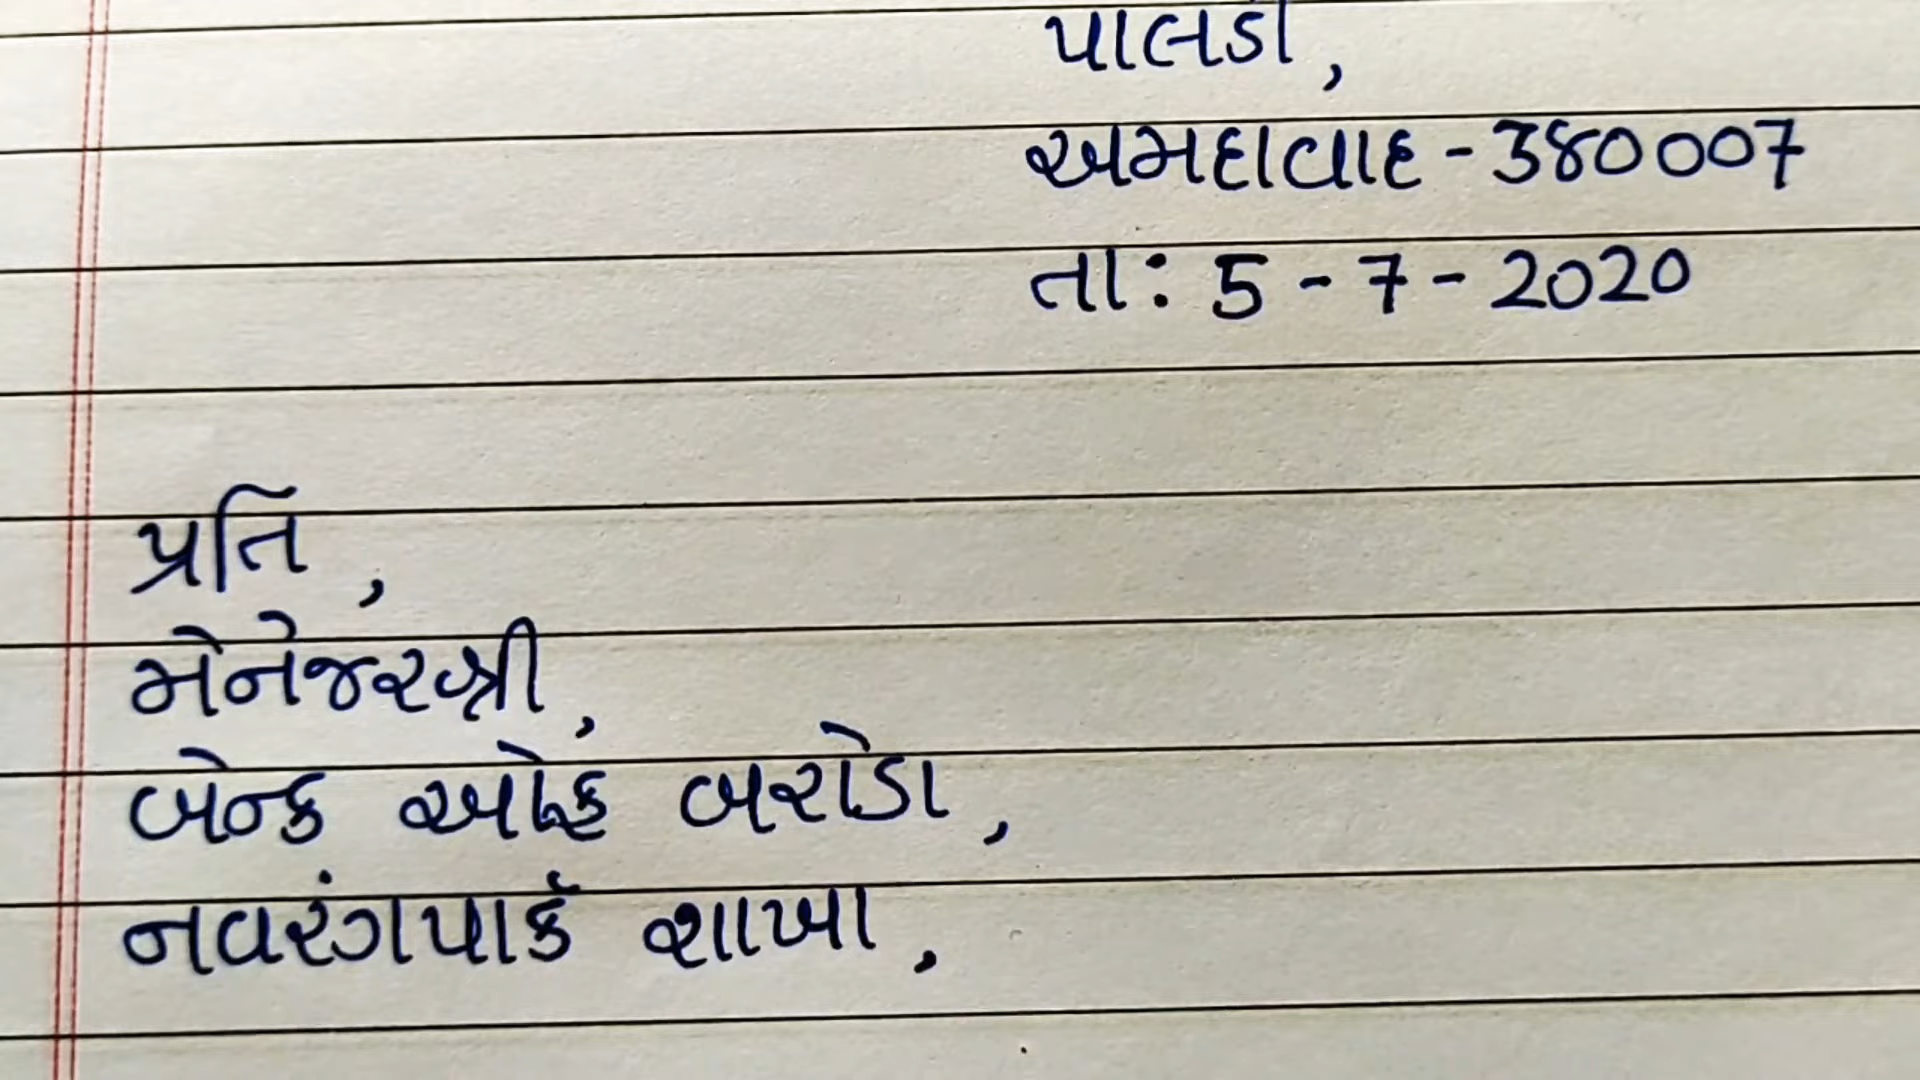 પાલડી,
અમદાવાદ - 380007
તા: 5 - 7 - 2020
પ્રતિ,
મેનેજરશ્રી,
બેન્ક ઓફ બરોડા,
નવરંગપાર્ક શાખા,